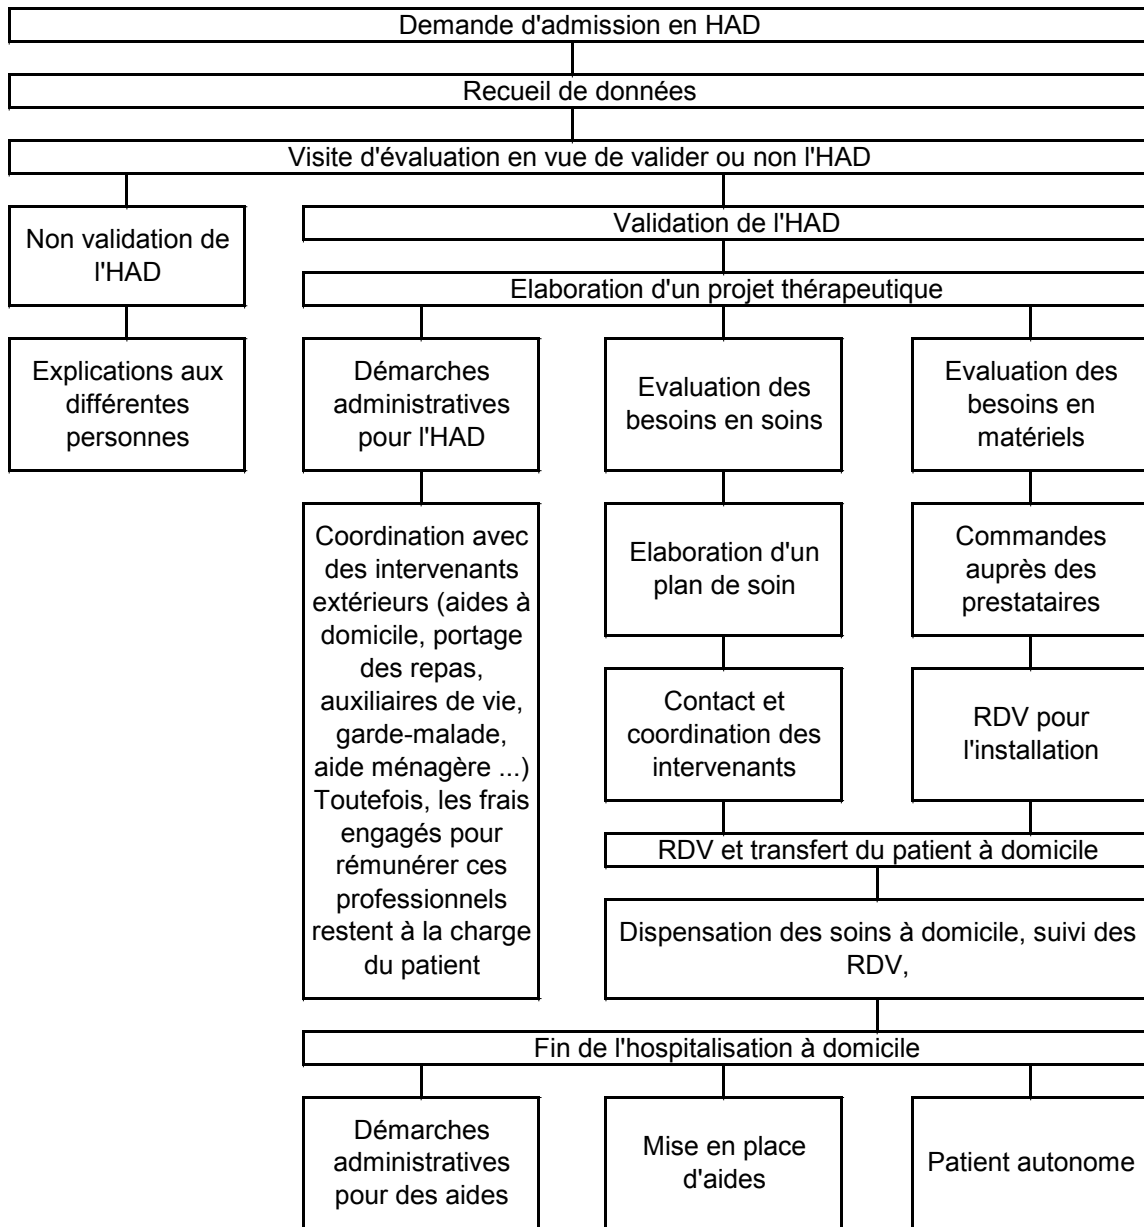 Demande d'admission en HAD
Recueil de données
Visite d'évaluation en vue de valider ou non l'HAD
Non validation de
l'HAD
Validation de l'HAD
Elaboration d'un projet thérapeutique
Explications aux
différentes
personnes
Démarches
administratives
pour l'HAD
Evaluation des
besoins en soins
Evaluation des
besoins en
matériels
Coordination avec
des intervenants
extérieurs (aides à
domicile, portage
des repas,
auxiliaires de vie,
garde-malade,
aide ménagère ...)
Toutefois, les frais
engagés pour
rémunérer ces
professionnels
restent à la charge
du patient
Elaboration d'un
plan de soin
Commandes
auprès des
prestataires
Contact et
coordination des
intervenants
RDV pour
l'installation
RDV et transfert du patient à domicile
Dispensation des soins à domicile, suivi des
RDV,
Fin de l'hospitalisation à domicile
Démarches
administratives
pour des aides
Mise en place
d'aides
Patient autonome